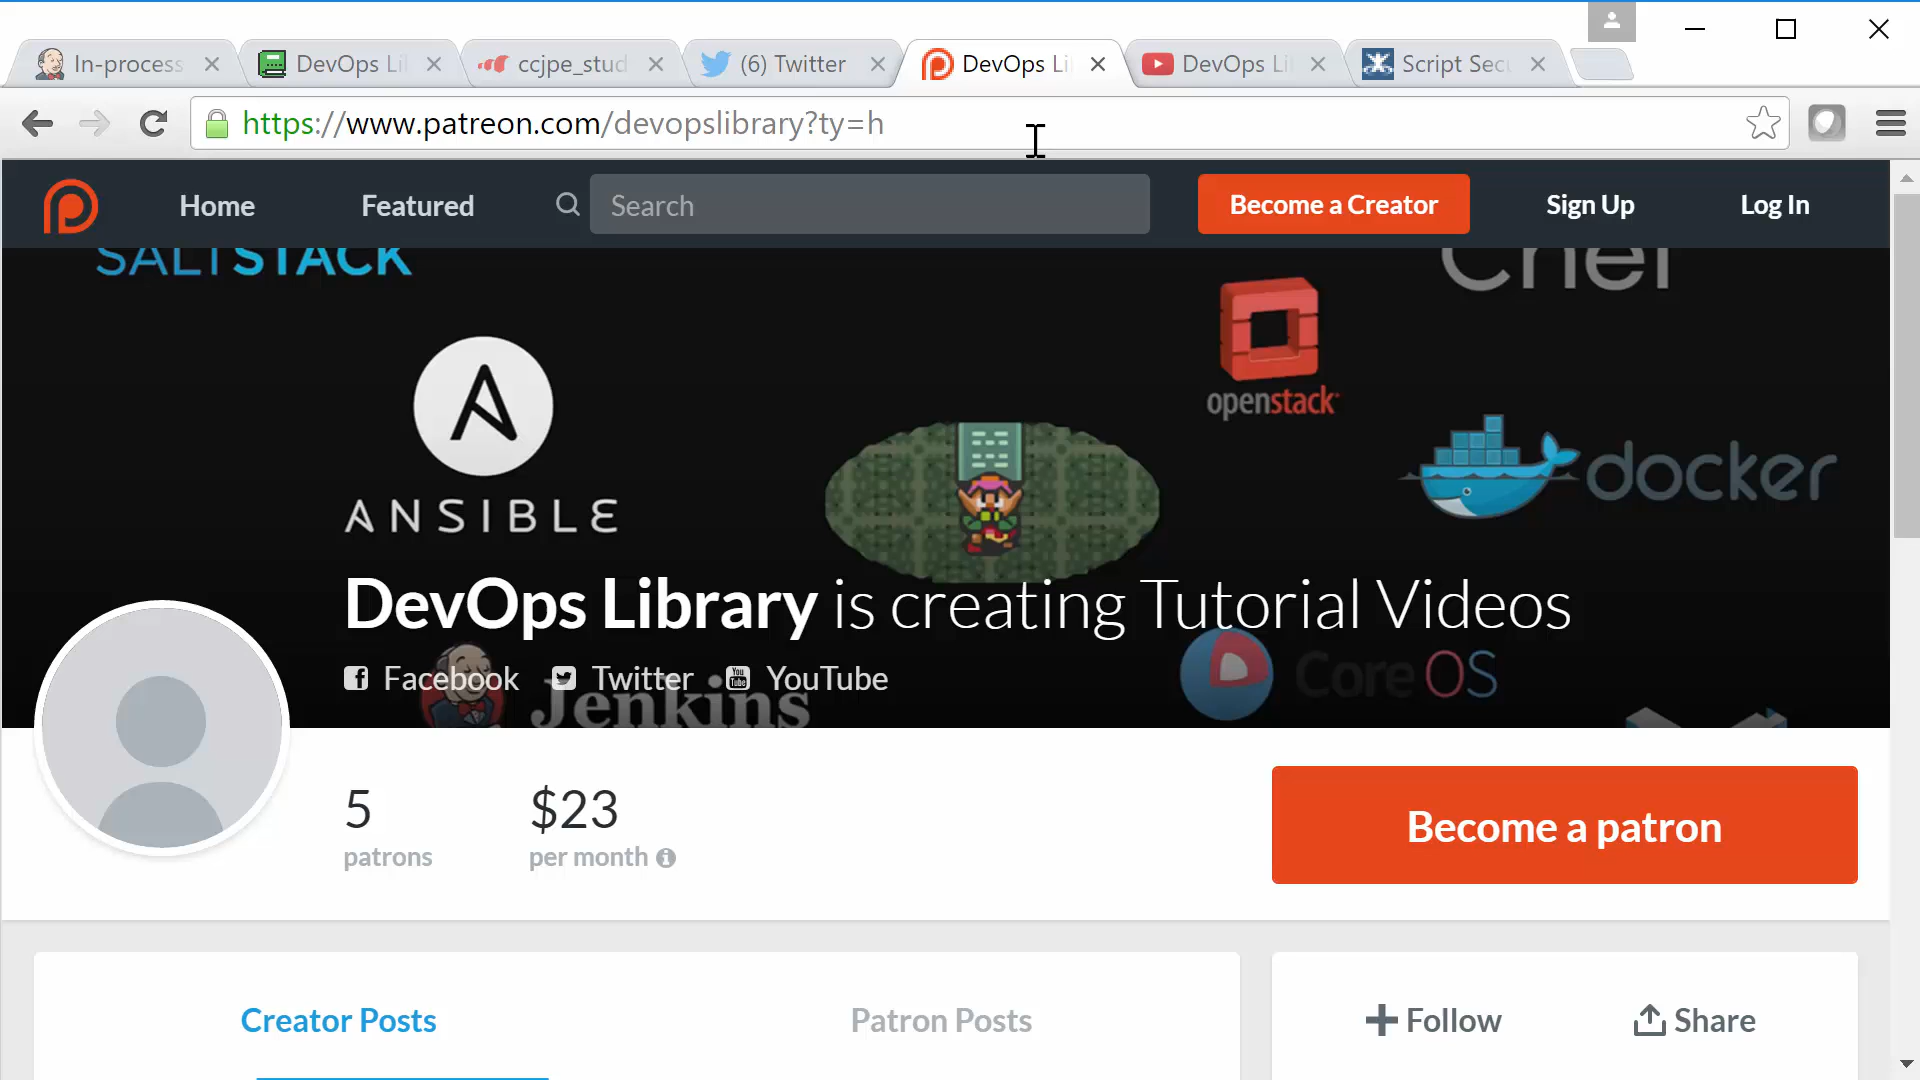 In-process
DevOps Li
ccjpe_stud
(6) Twitter
DevOps Li
DevOps Li
Script Sec
https://www.patreon.com/devopslibrary?ty=h
Home
Featured
Search
Become a Creator
Sign Up
Log In
SALTSTACK
Chef
openstack
docker
ANSIBLE
DevOps Library is creating Tutorial Videos
Facebook
Twitter
YouTube
Jenkins
CoreOS
5
patrons
$23
per month
Become a patron
Creator Posts
Patron Posts
Follow
Share